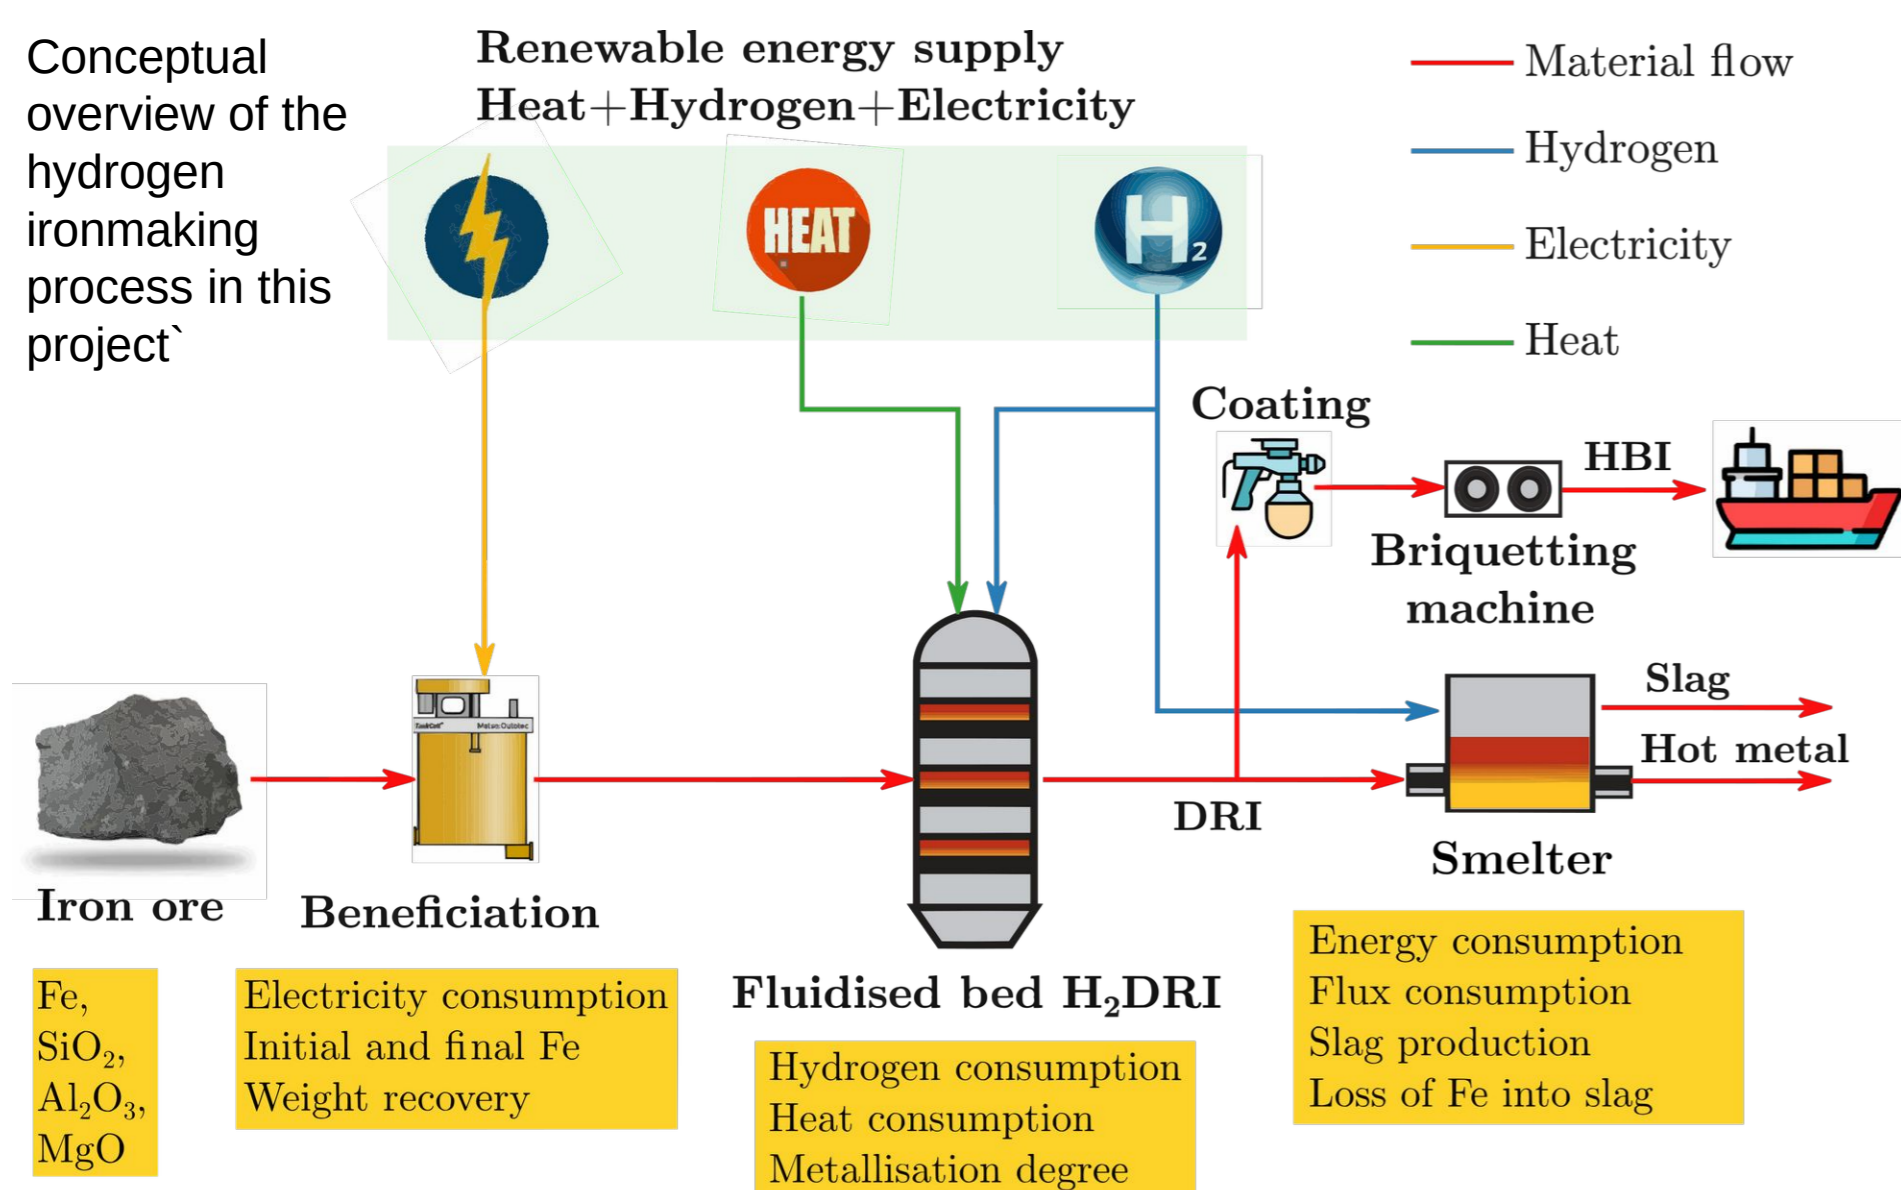 Conceptual
overview of the
hydrogen
ironmaking
process in this
project`
Renewable energy supply
Heat+Hydrogen+Electricity
HEAT
H2
Material flow
Hydrogen
Electricity
Heat
Coating
HBI
Briquetting
machine
Slag
Hot metal
DRI
Smelter
Metso Outotec
Iron ore
Beneficiation
Fluidised bed H₂DRI
Fe,
SiO₂,
Al₂O₃,
MgO
Electricity consumption
Initial and final Fe
Weight recovery
Hydrogen consumption
Heat consumption
Metallisation degree
Energy consumption
Flux consumption
Slag production
Loss of Fe into slag